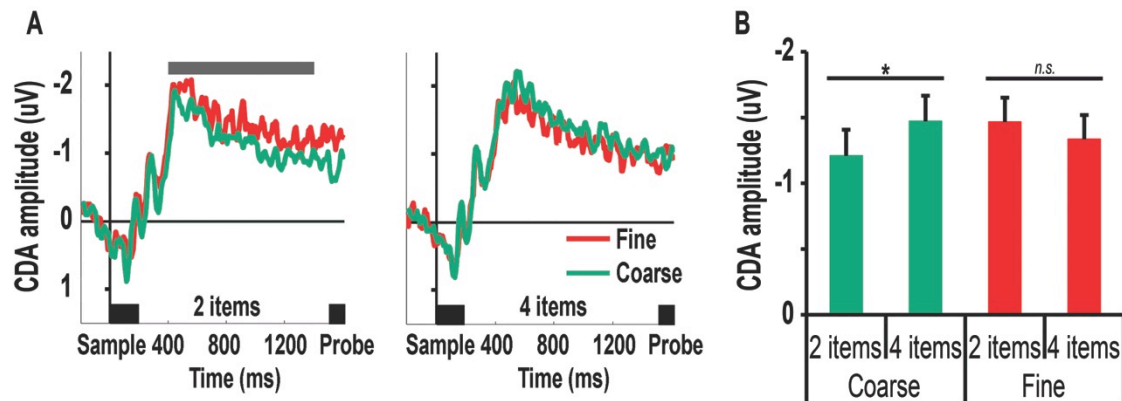 A
CDA amplitude (uV)
-2
-1
0
1
2 items
Sample 400 800 1200 Probe
Time (ms)
Fine
Coarse
4 items
Sample 400 800 1200 Probe
Time (ms)
B
CDA amplitude (uV)
-2
-1
0
*
n.s.
2 items 4 items 2 items 4 items
Coarse Fine